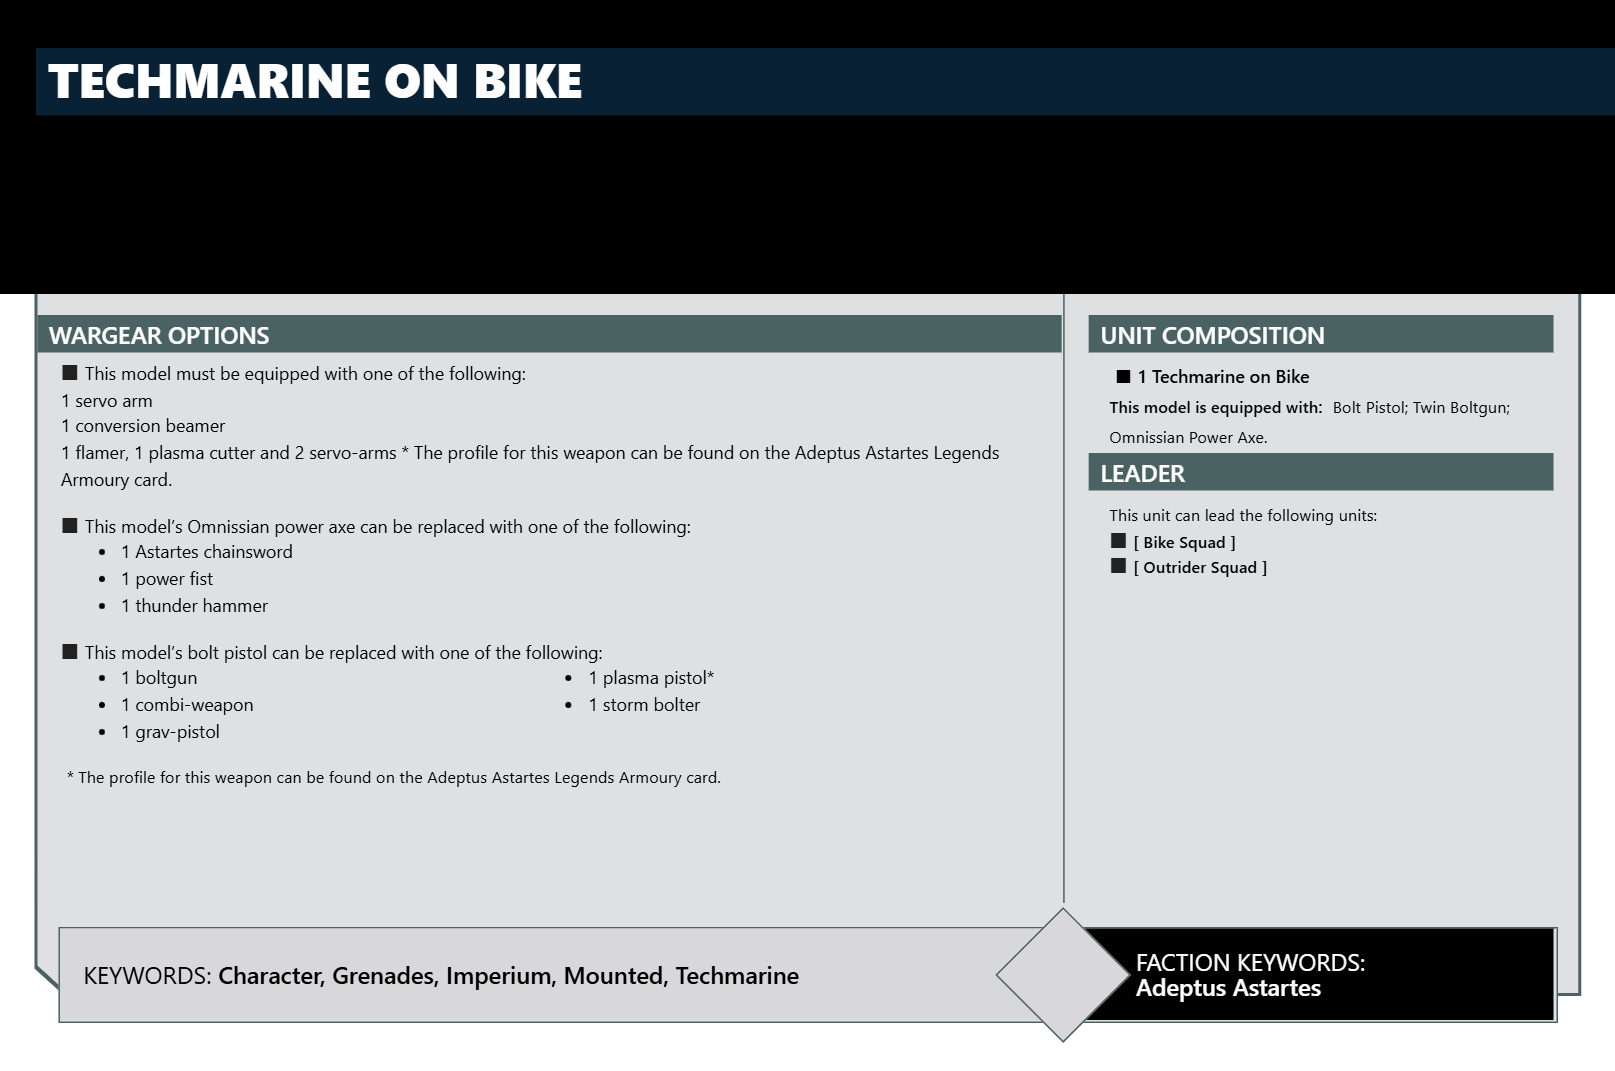 TECHMARINE ON BIKE
WARGEAR OPTIONS
■ This model must be equipped with one of the following:
1 servo arm
1 conversion beamer
1 flamer, 1 plasma cutter and 2 servo-arms * The profile for this weapon can be found on the Adeptus Astartes Legends
Armoury card.
■ This model’s Omnissian power axe can be replaced with one of the following:
• 1 Astartes chainsword
• 1 power fist
• 1 thunder hammer
■ This model’s bolt pistol can be replaced with one of the following:
• 1 boltgun
• 1 combi-weapon
• 1 grav-pistol
• 1 plasma pistol*
• 1 storm bolter
* The profile for this weapon can be found on the Adeptus Astartes Legends Armoury card.
UNIT COMPOSITION
■ 1 Techmarine on Bike
This model is equipped with: Bolt Pistol; Twin Boltgun;
Omnissian Power Axe.
LEADER
This unit can lead the following units:
■ [ Bike Squad ]
■ [ Outrider Squad ]
KEYWORDS: Character, Grenades, Imperium, Mounted, Techmarine
FACTION KEYWORDS:
Adeptus Astartes